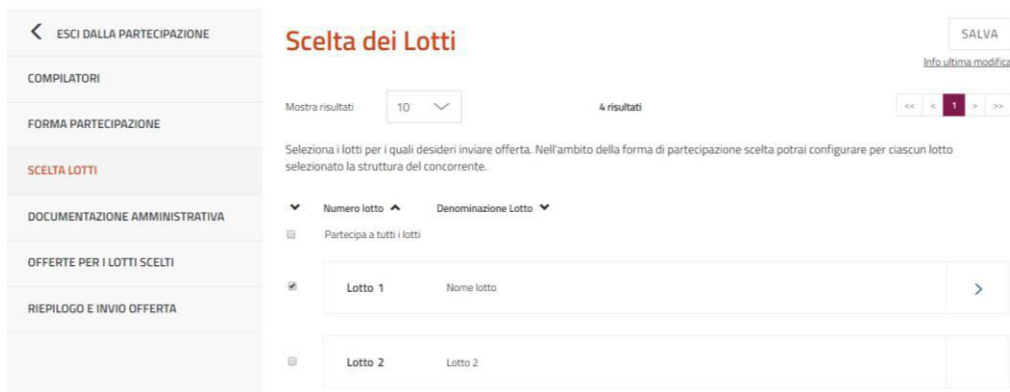 ESCI DALLA PARTECIPAZIONE
COMPILATORI
FORMA PARTECIPAZIONE
SCELTA LOTTI
DOCUMENTAZIONE AMMINISTRATIVA
OFFERTE PER I LOTTI SCELTI
RIEPILOGO E INVIO OFFERTA
Scelta dei Lotti
SALVA
Info ultima modifica
Mostra risultati 10 4 risultati << < 1 > >>
Seleziona i lotti per i quali desideri inviare offerta. Nell'ambito della forma di partecipazione scelta potrai configurare per ciascun lotto
selezionato la struttura del concorrente.
Numero lotto Denominazione Lotto
Partecipa a tutti i lotti
Lotto 1 Nome lotto
Lotto 2 Lotto 2